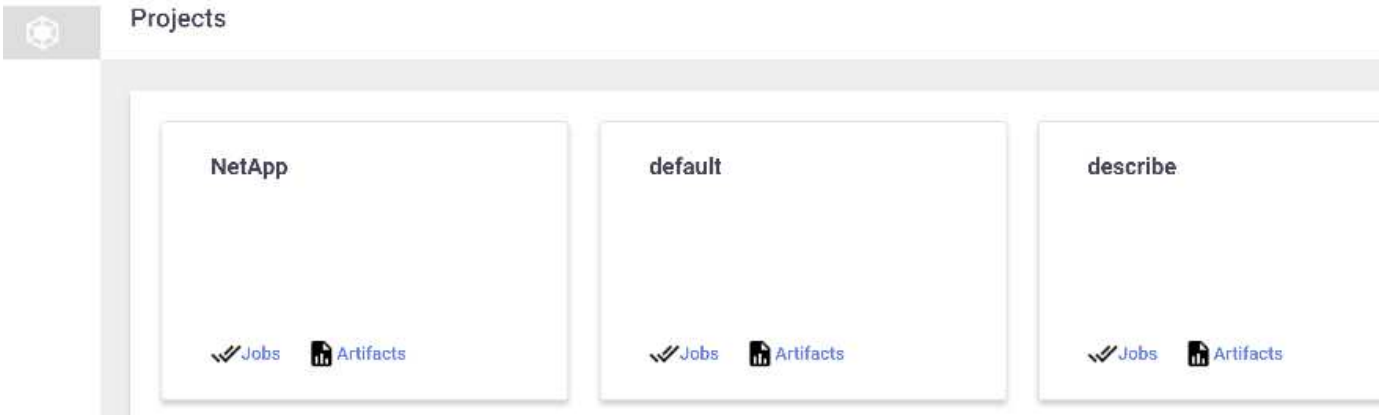 Projects
NetApp
default
describe
Jobs Artifacts
Jobs Artifacts
Jobs Artifacts